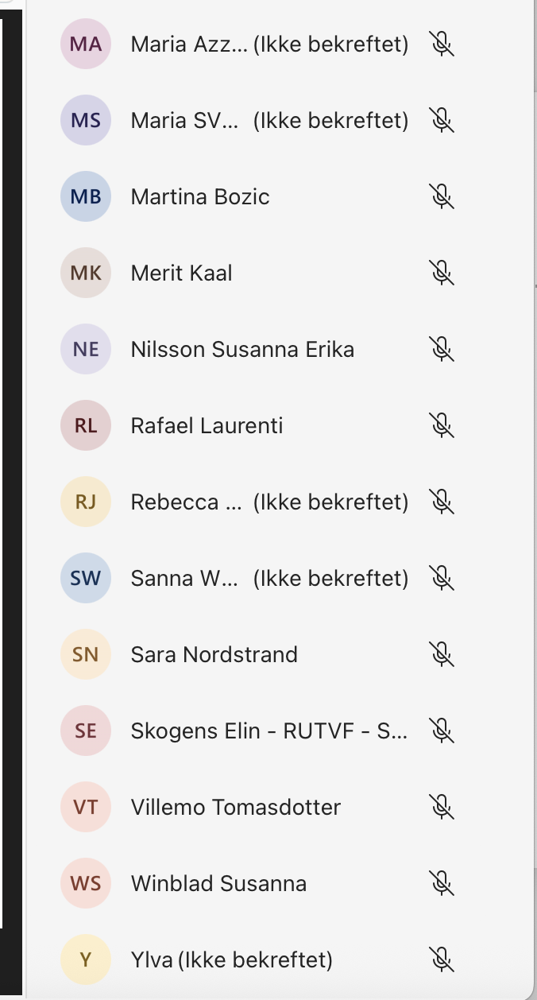 MA Maria Azz... (Ikke bekreftet)
MS Maria SV... (Ikke bekreftet)
MB Martina Bozic
MK Merit Kaal
NE Nilsson Susanna Erika
RL Rafael Laurenti
RJ Rebecca ... (Ikke bekreftet)
SW Sanna W... (Ikke bekreftet)
SN Sara Nordstrand
SE Skogens Elin - RUTVF - S...
VT Villemo Tomasdotter
WS Winblad Susanna
Y Ylva (Ikke bekreftet)